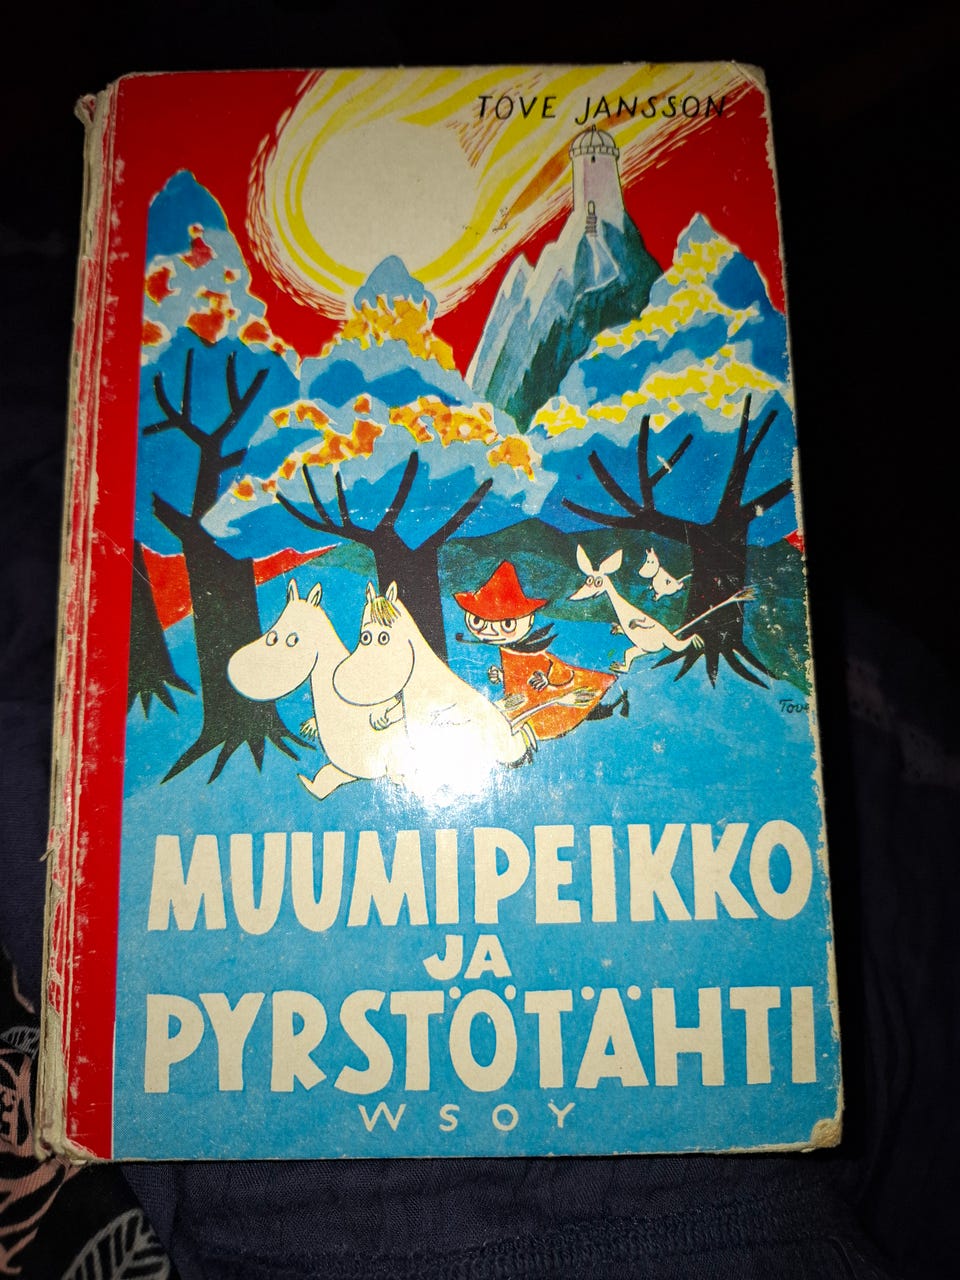 TOVE JANSSON
Tove
MUUMIPEIKKO
JA
PYRSTÖTÄHTI
WSOY